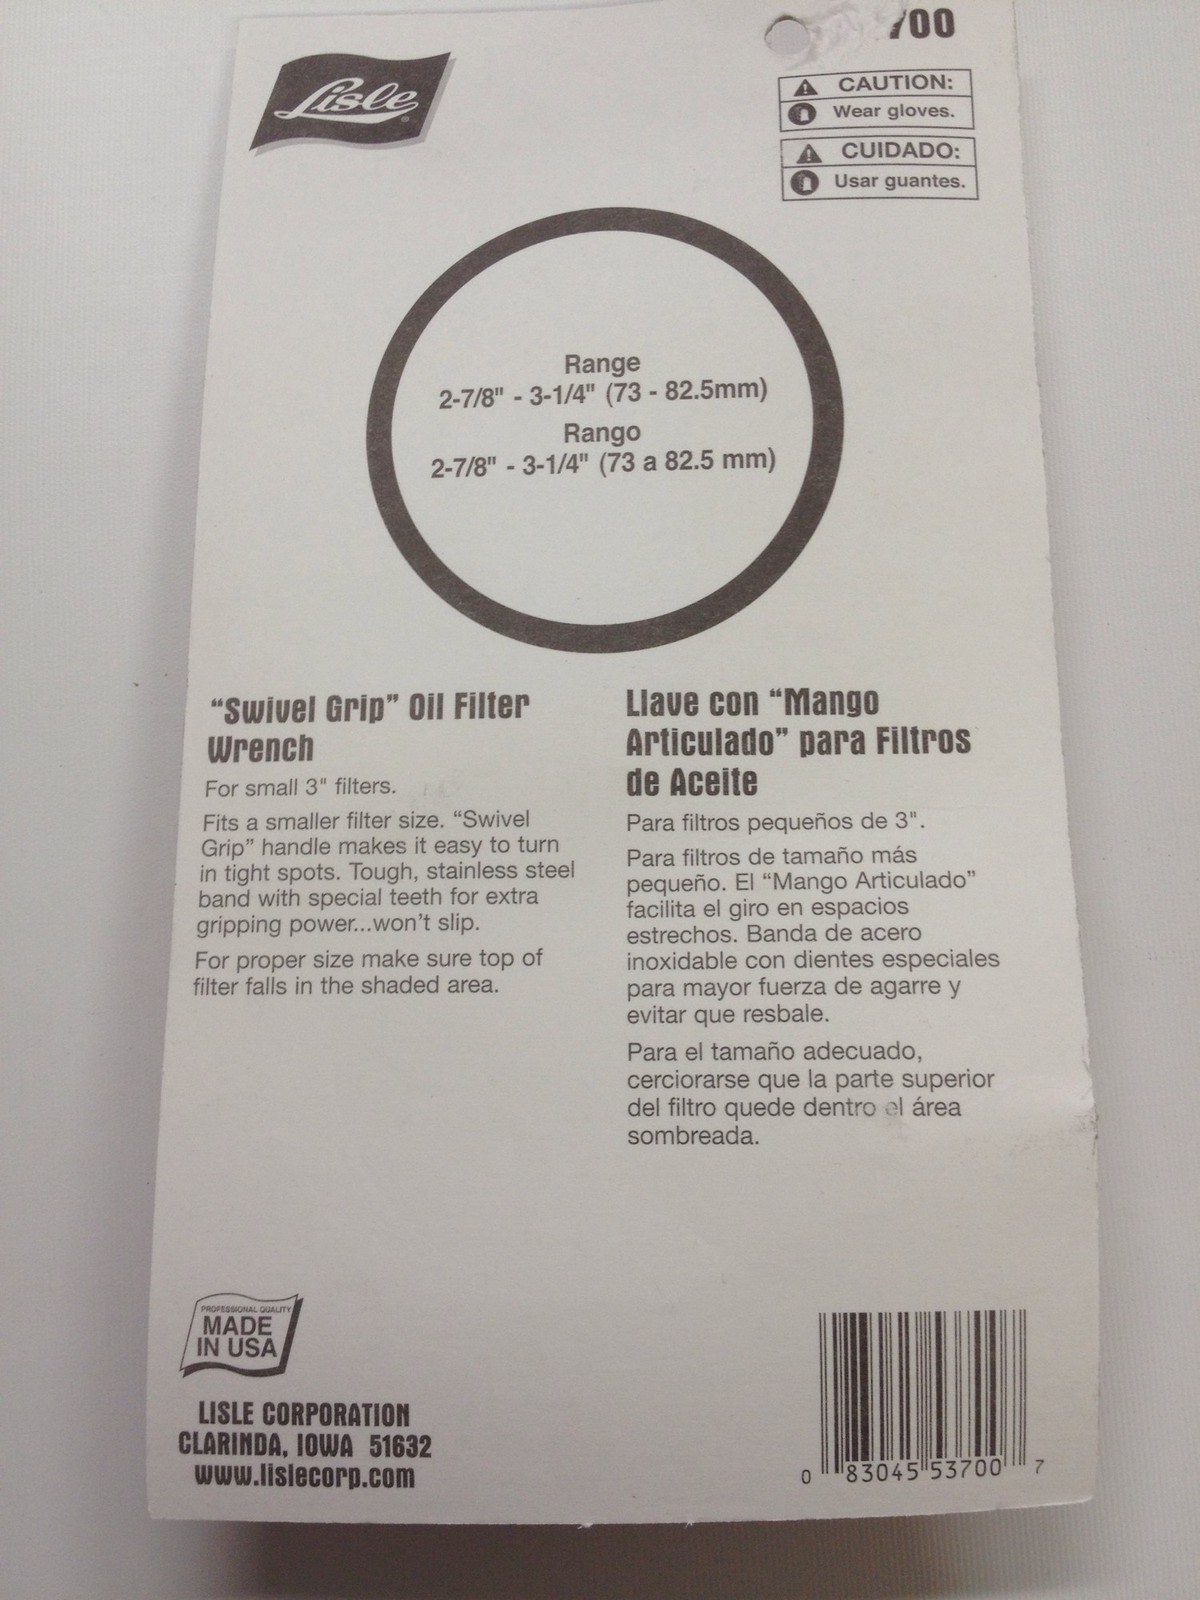 Lisle
700
CAUTION:
Wear gloves.
CUIDADO:
Usar guantes.
Range
2-7/8" - 3-1/4" (73 - 82.5mm)
Rango
2-7/8" - 3-1/4" (73 a 82.5 mm)
“Swivel Grip” Oil Filter
Wrench
For small 3" filters.
Fits a smaller filter size. “Swivel
Grip” handle makes it easy to turn
in tight spots. Tough, stainless steel
band with special teeth for extra
gripping power...won’t slip.
For proper size make sure top of
filter falls in the shaded area.
Llave con “Mango
Articulado” para Filtros
de Aceite
Para filtros pequeños de 3".
Para filtros de tamaño más
pequeño. El “Mango Articulado”
facilita el giro en espacios
estrechos. Banda de acero
inoxidable con dientes especiales
para mayor fuerza de agarre y
evitar que resbale.
Para el tamaño adecuado,
cerciorarse que la parte superior
del filtro quede dentro el área
sombreada.
PROFESSIONAL QUALITY
MADE
IN USA
LISLE CORPORATION
CLARINDA, IOWA 51632
www.lislecorp.com
0 83045 53700 7